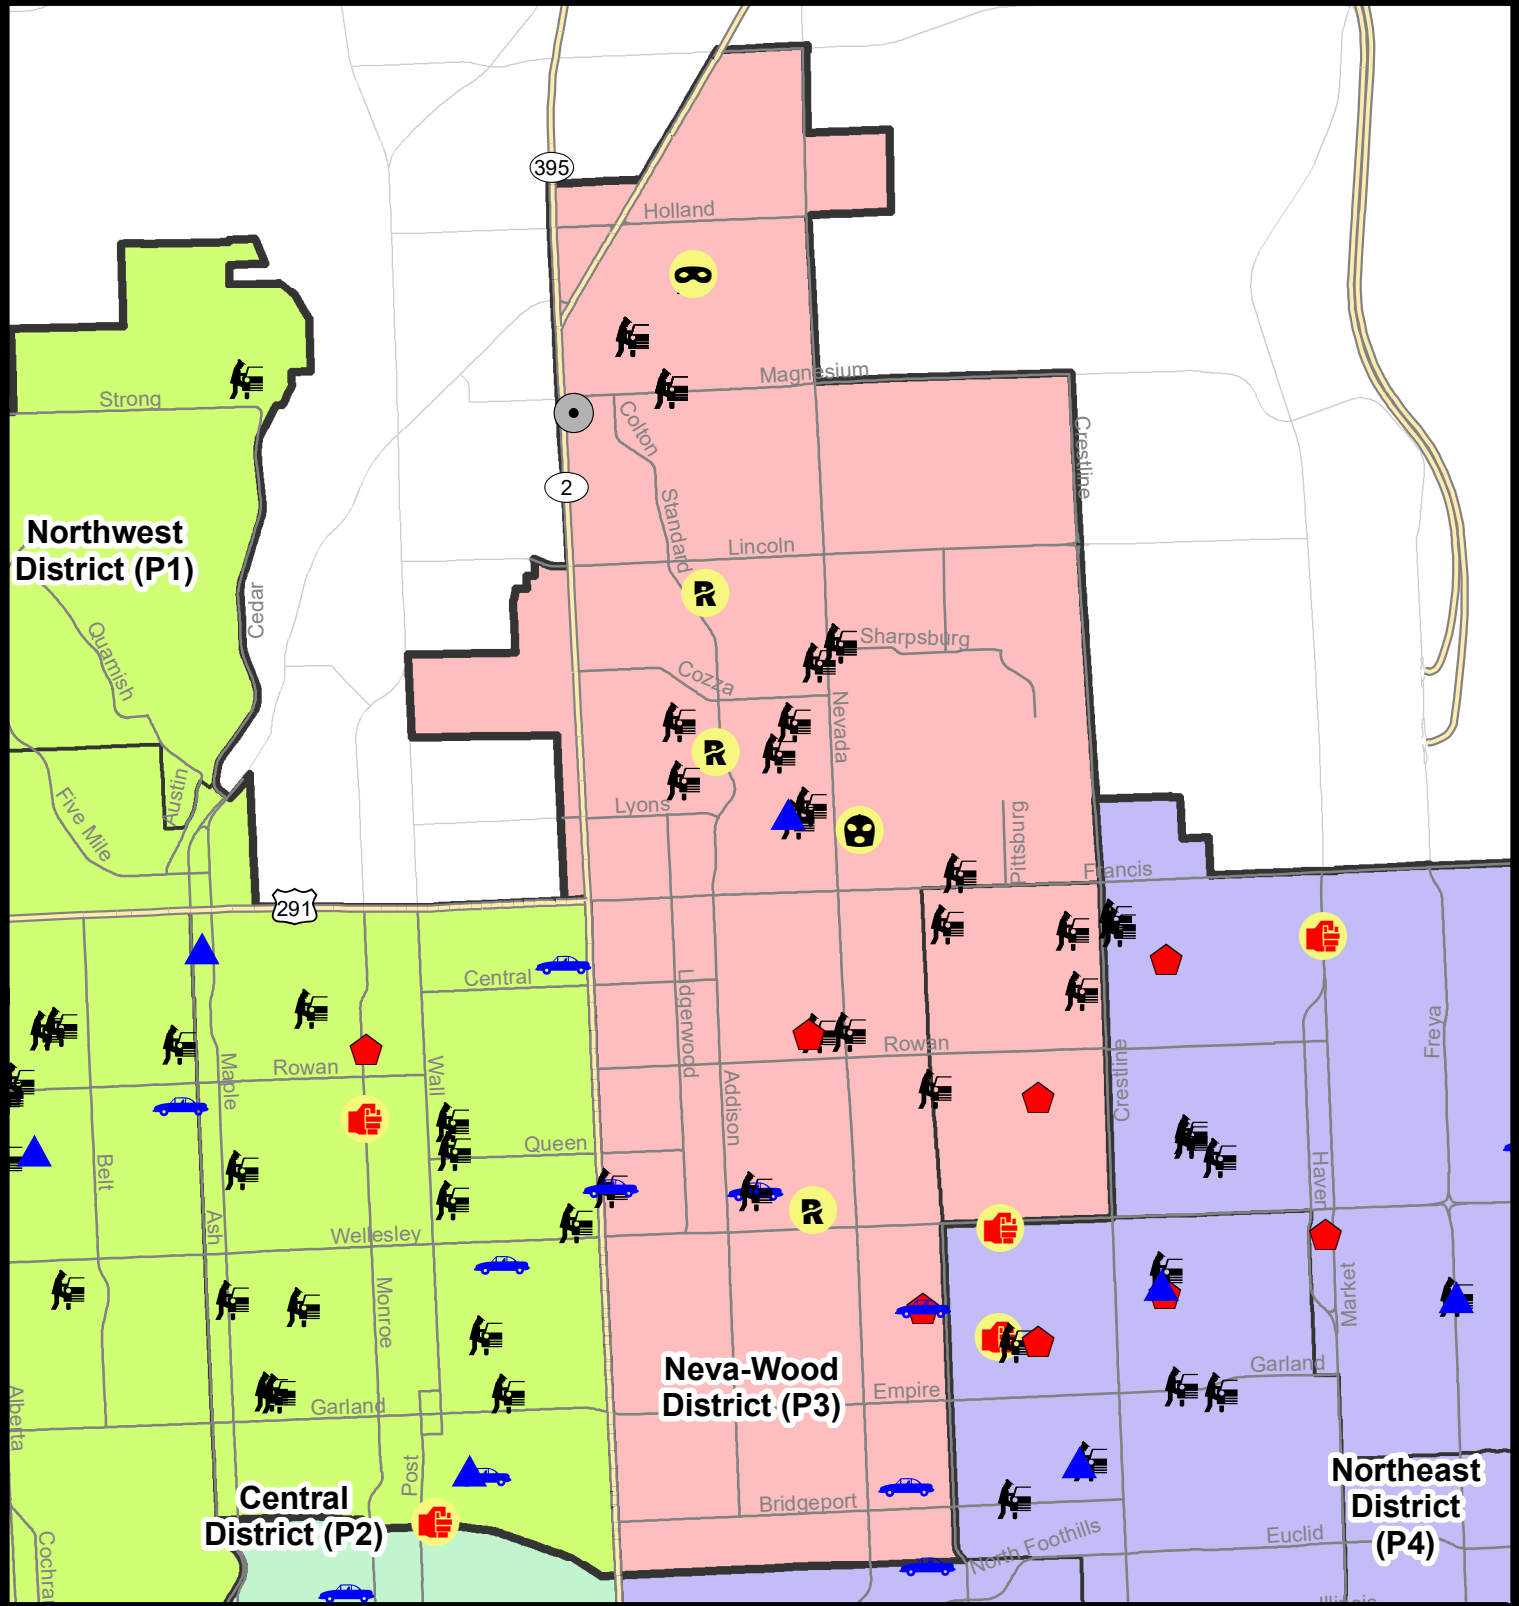 395
Holland
Magnesium
Strong
Colton
Crestline
2
Standard
Northwest
District (P1)
Lincoln
Cedar
Quamish
Sharpsburg
Cozza
Nevada
Austin
Five Mile
Lyons
Pittsburg
Francis
291
Central
Lidgerwood
Freya
Rowan
Rowan
Maple
Wall
Addison
Crestline
Queen
Belt
Haven
Ash
Wellesley
Monroe
Market
Neva-Wood
District (P3)
Garland
Empire
Garland
Alberta
Post
Northeast
District
(P4)
Central
District (P2)
Bridgeport
North Foothills
Euclid
Cochra